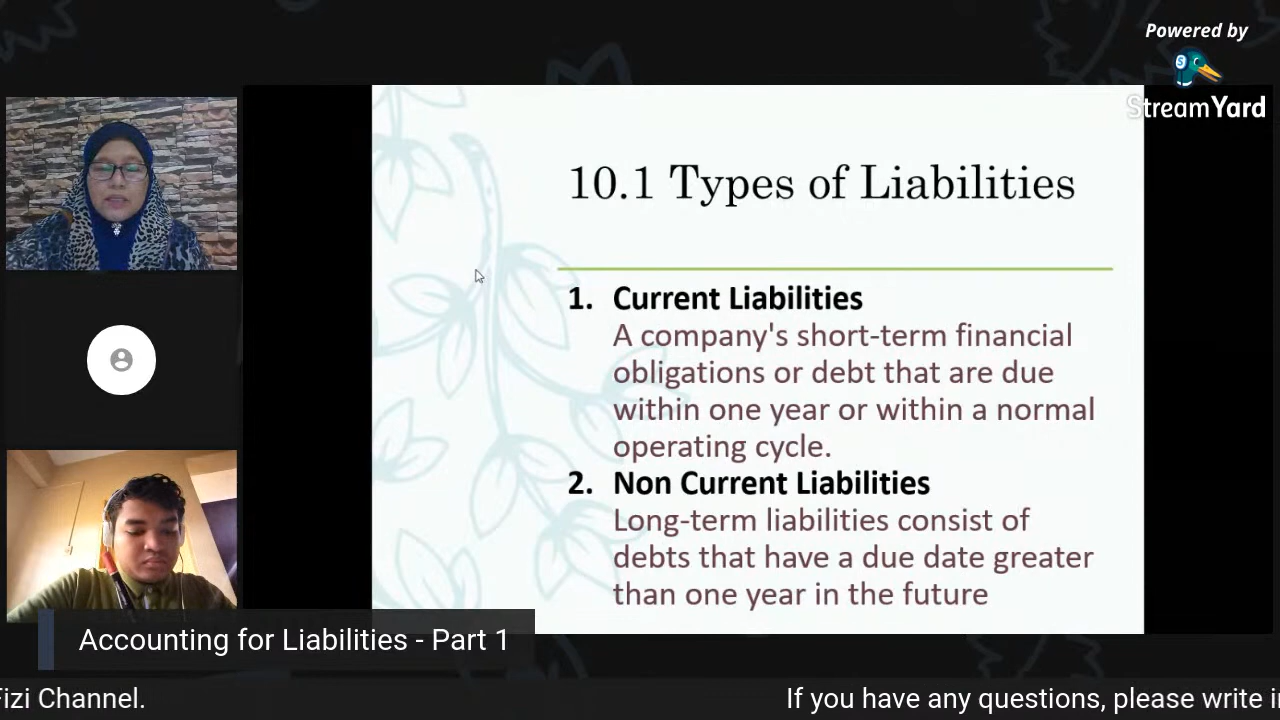 Powered by
StreamYard
10.1 Types of Liabilities
1. Current Liabilities
A company's short-term financial
obligations or debt that are due
within one year or within a normal
operating cycle.
2. Non Current Liabilities
Long-term liabilities consist of
debts that have a due date greater
than one year in the future
Accounting for Liabilities - Part 1
Fizi Channel.
If you have any questions, please write in